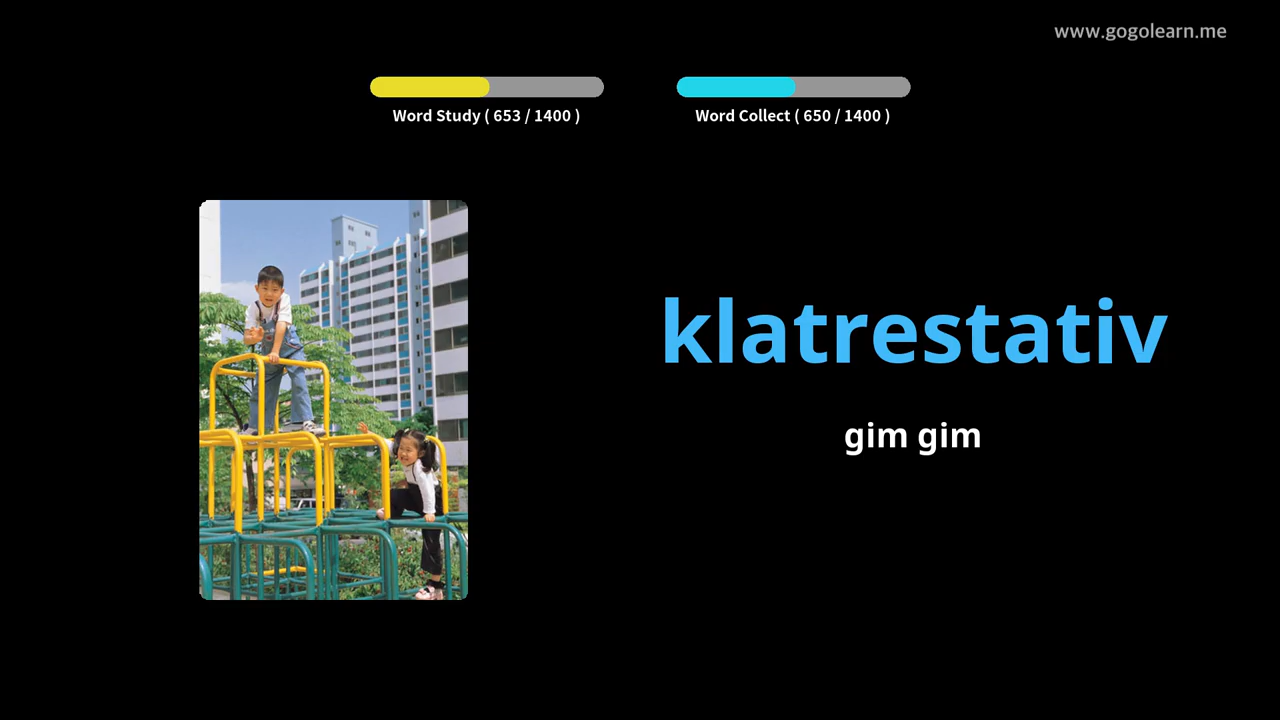 www.gogolearn.me
Word Study ( 653 / 1400 )
Word Collect ( 650 / 1400 )
klatrestativ
gim gim